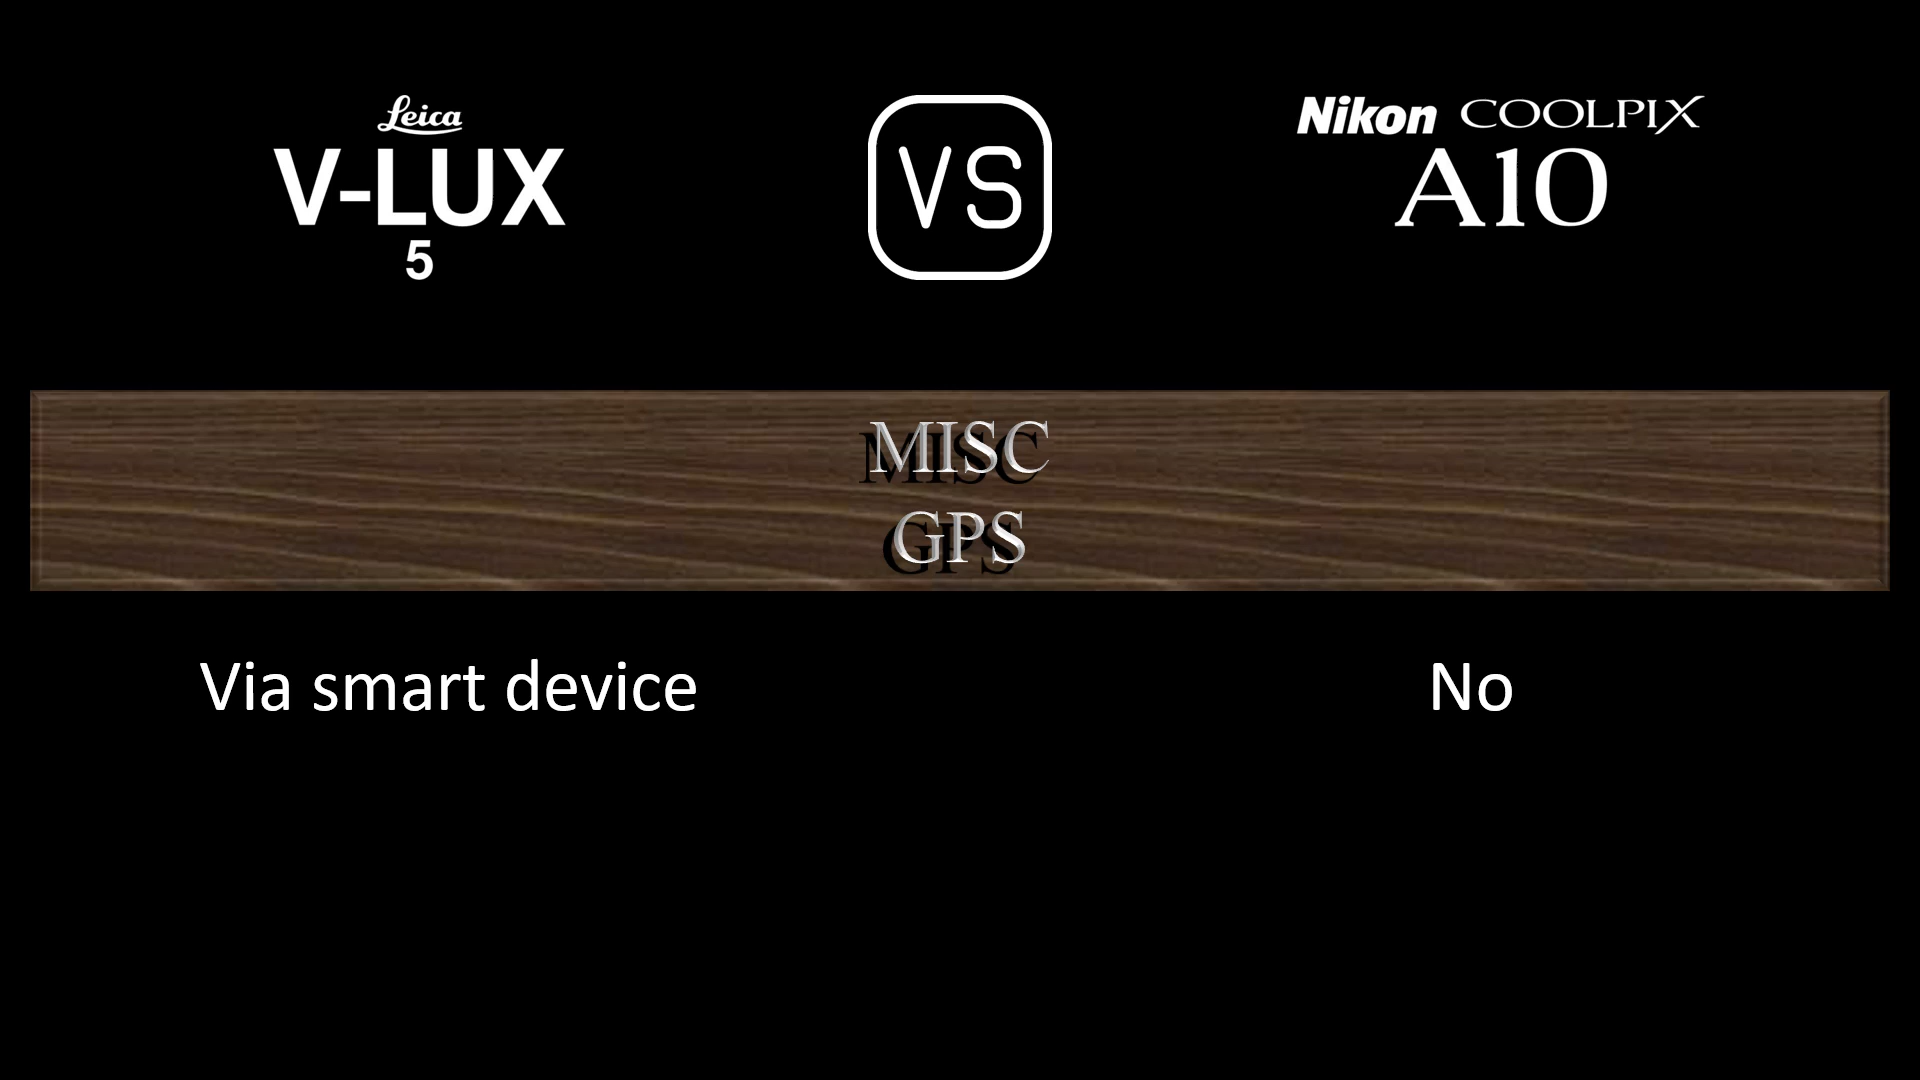 Leica
V-LUX
5
VS
Nikon COOLPIX
A10
MISC
GPS
Via smart device
No